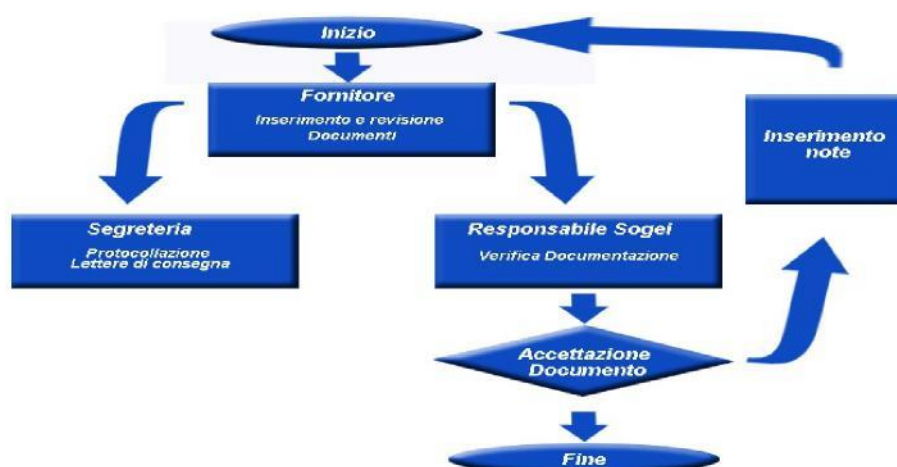 Inizio
Fornitore
Inserimento e revisione
Documenti
Inserimento
note
Segreteria
Protocollazione
Lettere di consegna
Responsabile Sogei
Verifica Documentazione
Accettazione
Documento
Fine